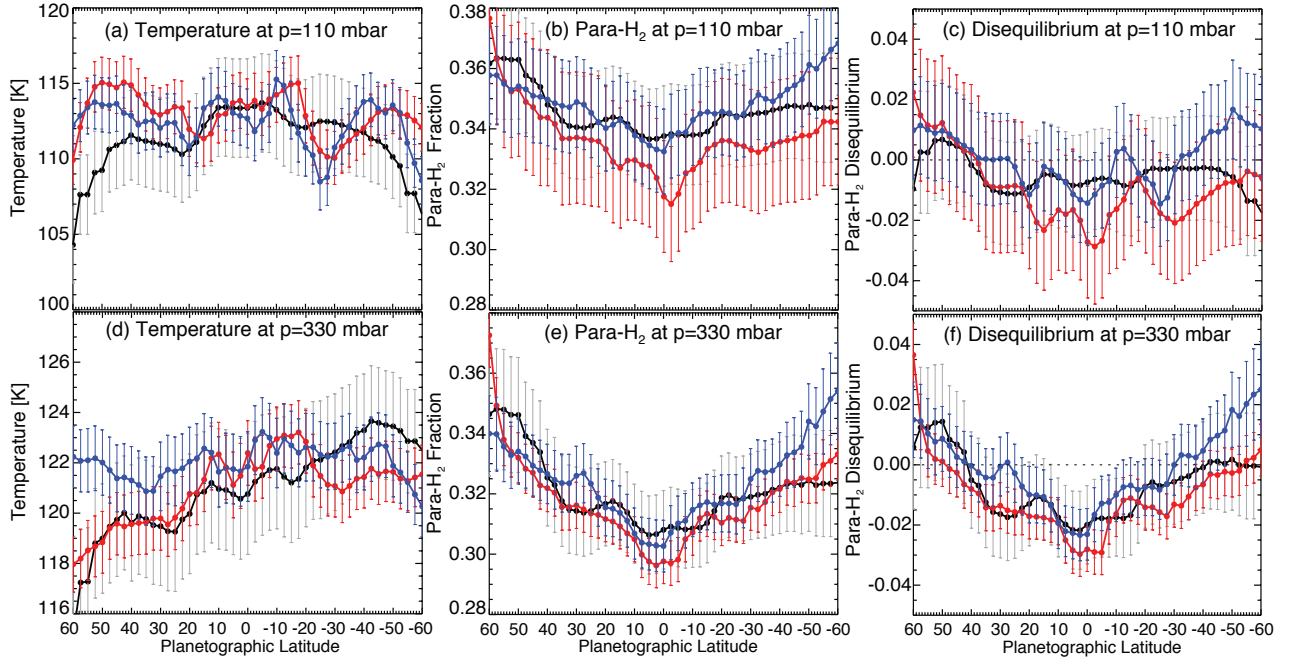 (a) Temperature at p=110 mbar
Temperature [K]
120
115
110
105
100
(b) Para-H₂ at p=110 mbar
Para-H₂ Fraction
0.38
0.36
0.34
0.32
0.30
0.28
(c) Disequilibrium at p=110 mbar
Para-H₂ Disequilibrium
0.04
0.02
0.00
-0.02
-0.04
(d) Temperature at p=330 mbar
Temperature [K]
126
124
122
120
118
116
60 50 40 30 20 10 0 -10 -20 -30 -40 -50 -60
Planetographic Latitude
(e) Para-H₂ at p=330 mbar
Para-H₂ Fraction
0.36
0.34
0.32
0.30
0.28
60 50 40 30 20 10 0 -10 -20 -30 -40 -50 -60
Planetographic Latitude
(f) Disequilibrium at p=330 mbar
Para-H₂ Disequilibrium
0.04
0.02
0.00
-0.02
-0.04
60 50 40 30 20 10 0 -10 -20 -30 -40 -50 -60
Planetographic Latitude